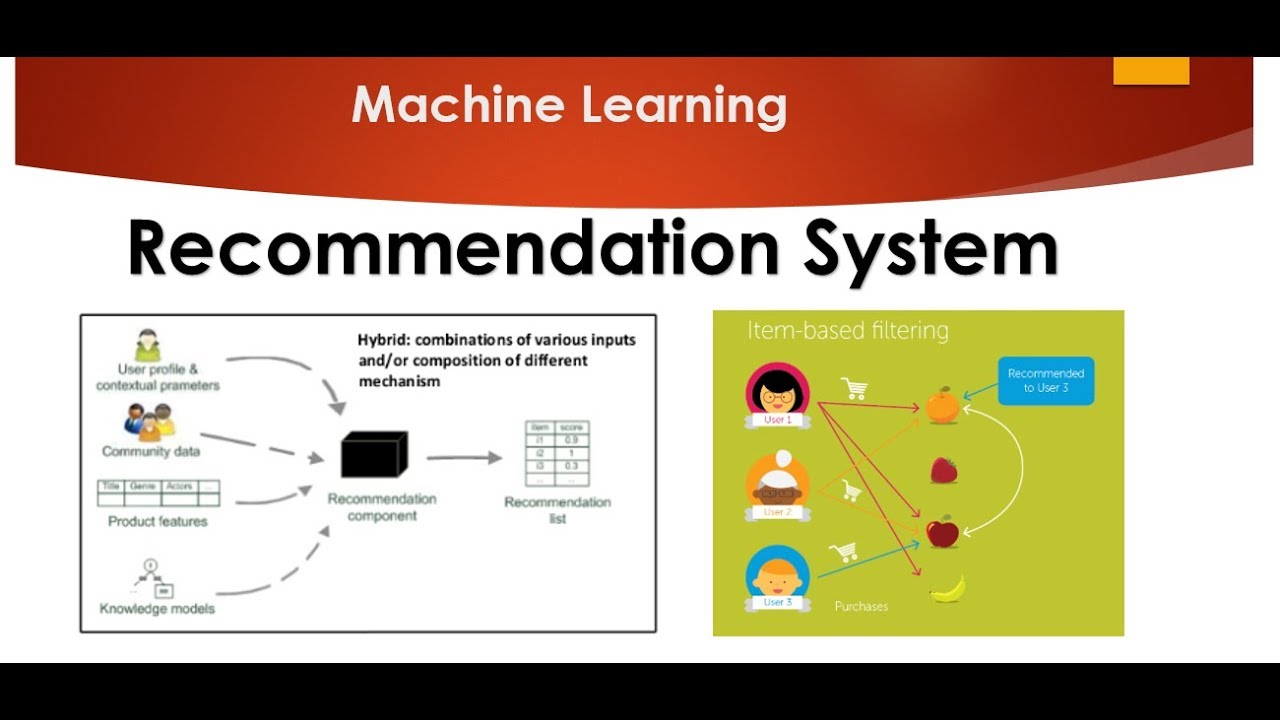 Machine Learning
Recommendation System
Hybrid: combinations of various inputs
and/or composition of different
mechanism
User profile &
contextual prameters
Community data
Title Genre Actors ...
Product features
Knowledge models
Recommendation
component
item score
i1 0.9
i2 1
i3 0.3
... ...
Recommendation
list
Item-based filtering
Recommended
to User 3
User 1
User 2
User 3
Purchases